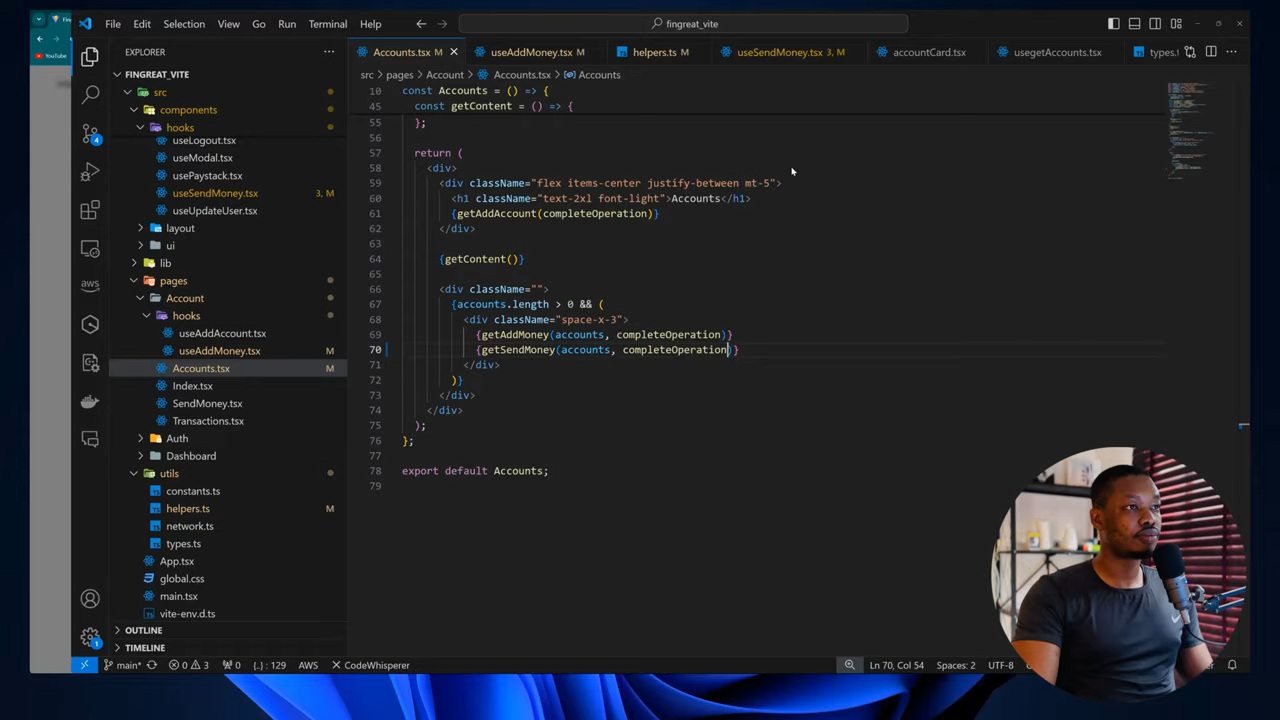 Fin
YouTube
File Edit Selection View Go Run Terminal Help
fingreat_vite
EXPLORER
FINGREAT_VITE
src
components
hooks
useLogout.tsx
useModal.tsx
usePaystack.tsx
useSendMoney.tsx 3, M
useUpdateUser.tsx
layout
ui
lib
pages
Account
hooks
useAddAccount.tsx
useAddMoney.tsx M
Accounts.tsx M
Index.tsx
SendMoney.tsx
Transactions.tsx
Auth
Dashboard
utils
constants.ts
helpers.ts M
network.ts
types.ts
App.tsx
global.css
main.tsx
vite-env.d.ts
OUTLINE
TIMELINE
4
aws
1
Accounts.tsx M
useAddMoney.tsx M
helpers.ts M
useSendMoney.tsx 3, M
accountCard.tsx
usegetAccounts.tsx
types.t
src > pages > Account > Accounts.tsx > Accounts
10 const Accounts = () => {
45 const getContent = () => {
55 };
56
57 return (
58 <div>
59 <div className="flex items-center justify-between mt-5">
60 <h1 className="text-2xl font-light">Accounts</h1>
61 {getAddAccount(completeOperation)}
62 </div>
63
64 {getContent()}
65
66 <div className="">
67 {accounts.length > 0 && (
68 <div className="space-x-3">
69 {getAddMoney(accounts, completeOperation)}
70 {getSendMoney(accounts, completeOperation)}
71 </div>
72 )}
73 </div>
74 </div>
75 );
76 };
77
78 export default Accounts;
79
main* 0 3 0 {..} : 129 AWS CodeWhisperer
Ln 70, Col 54 Spaces: 2 UTF-8